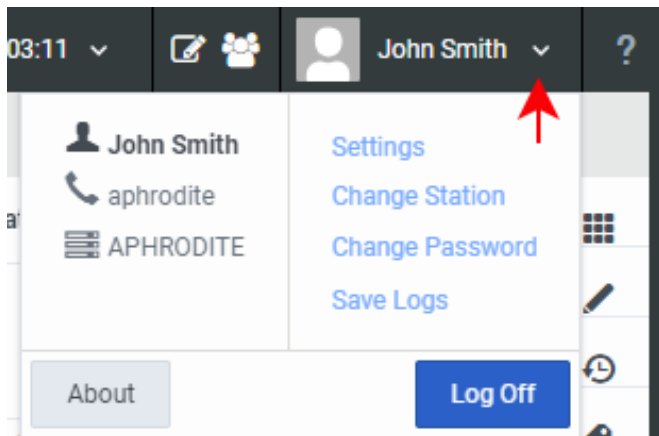 03:11
John Smith
?
John Smith
aphrodite
APHRODITE
Settings
Change Station
Change Password
Save Logs
About
Log Off